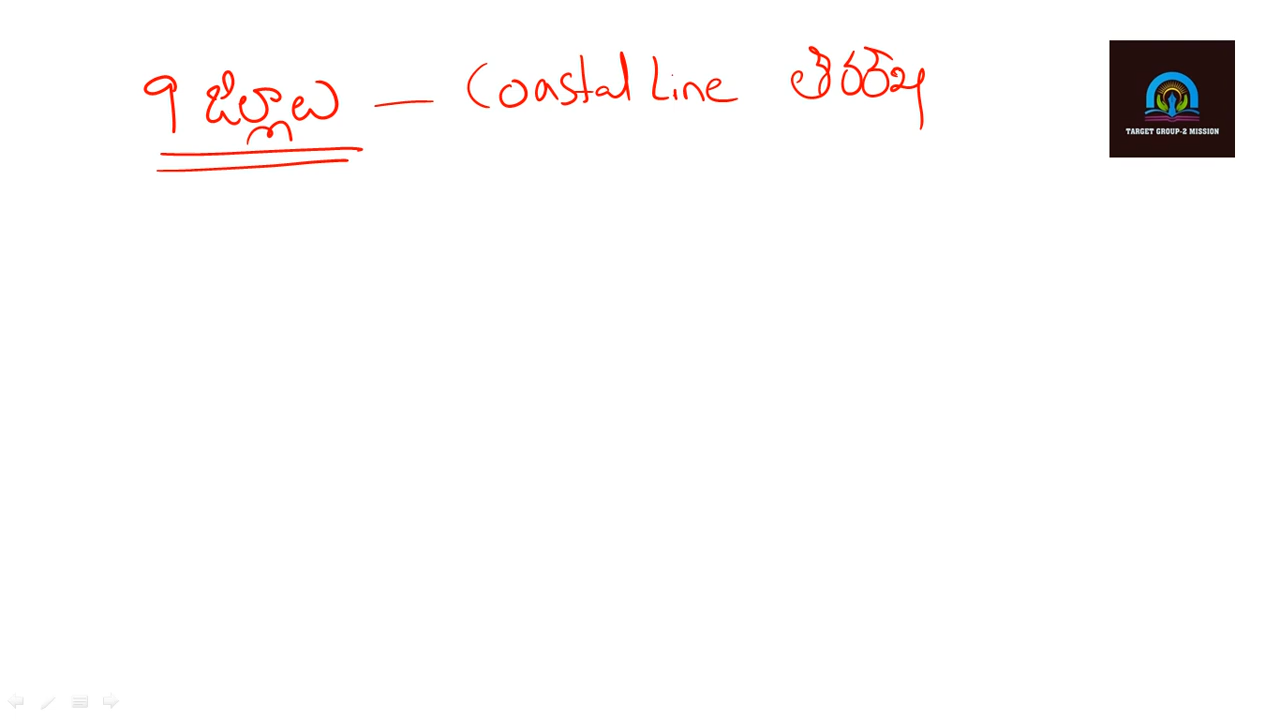 9 జిల్లాలు — Coastal Line తీరరేఖ
TARGET GROUP-2 MISSION